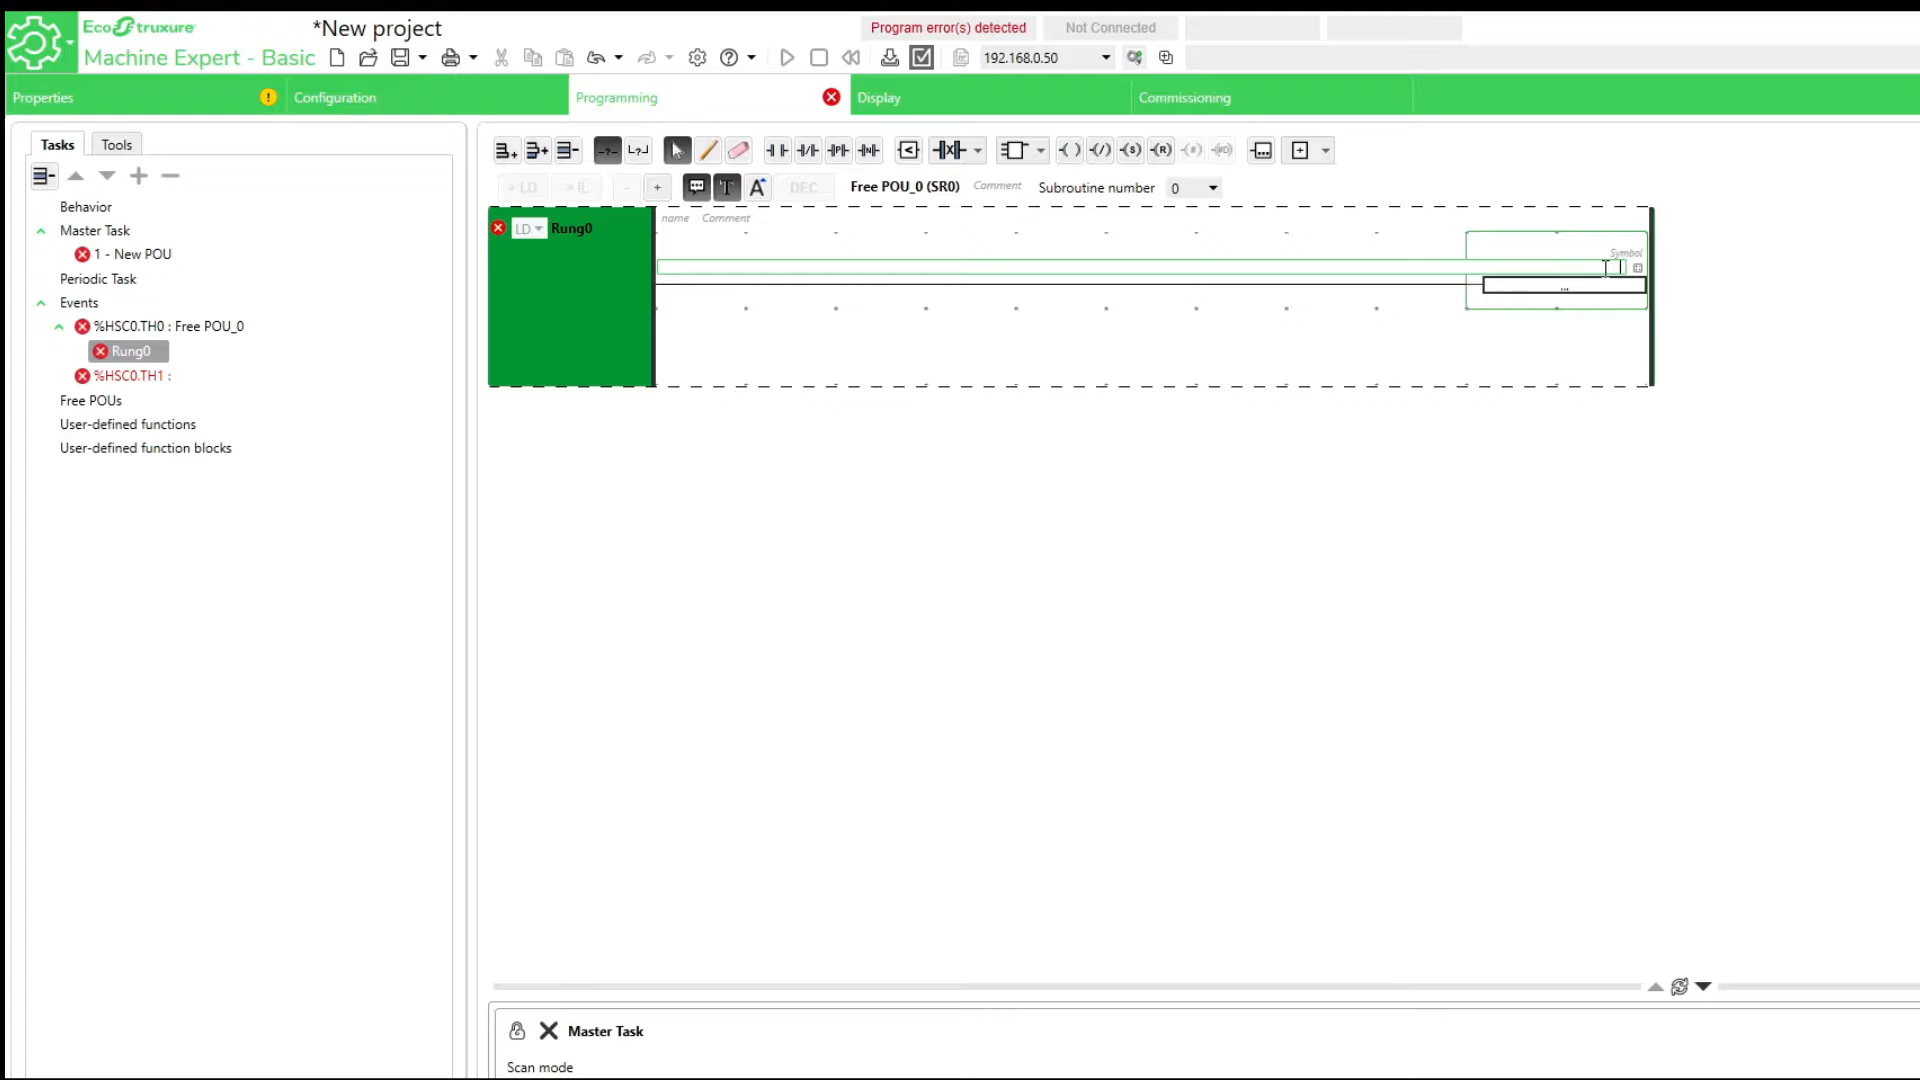 EcoStruxure
*New project
Program error(s) detected
Not Connected
Machine Expert - Basic
192.168.0.50
Properties
Configuration
Programming
Display
Commissioning
Tasks
Tools
> LD
> IL
-
+
T
A
DEC
Free POU_0 (SR0)
Comment
Subroutine number
0
Behavior
Master Task
1 - New POU
Periodic Task
Events
%HSC0.TH0 : Free POU_0
Rung0
%HSC0.TH1 :
Free POUs
User-defined functions
User-defined function blocks
LD
Rung0
name
Comment
Symbol
...
Master Task
Scan mode